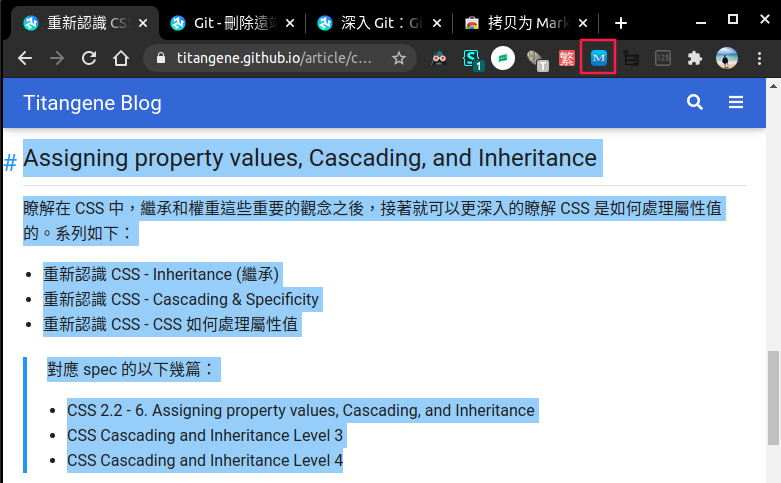 重新認識 CS
Git - 刪除遠端
深入 Git：Gi
拷贝为 Mark
titangene.github.io/article/c...
1
T
繁
M
128
Titangene Blog
# Assigning property values, Cascading, and Inheritance
瞭解在 CSS 中，繼承和權重這些重要的觀念之後，接著就可以更深入的瞭解 CSS 是如何處理屬性值
的。系列如下：
重新認識 CSS - Inheritance (繼承)
重新認識 CSS - Cascading & Specificity
重新認識 CSS - CSS 如何處理屬性值
對應 spec 的以下幾篇：
CSS 2.2 - 6. Assigning property values, Cascading, and Inheritance
CSS Cascading and Inheritance Level 3
CSS Cascading and Inheritance Level 4